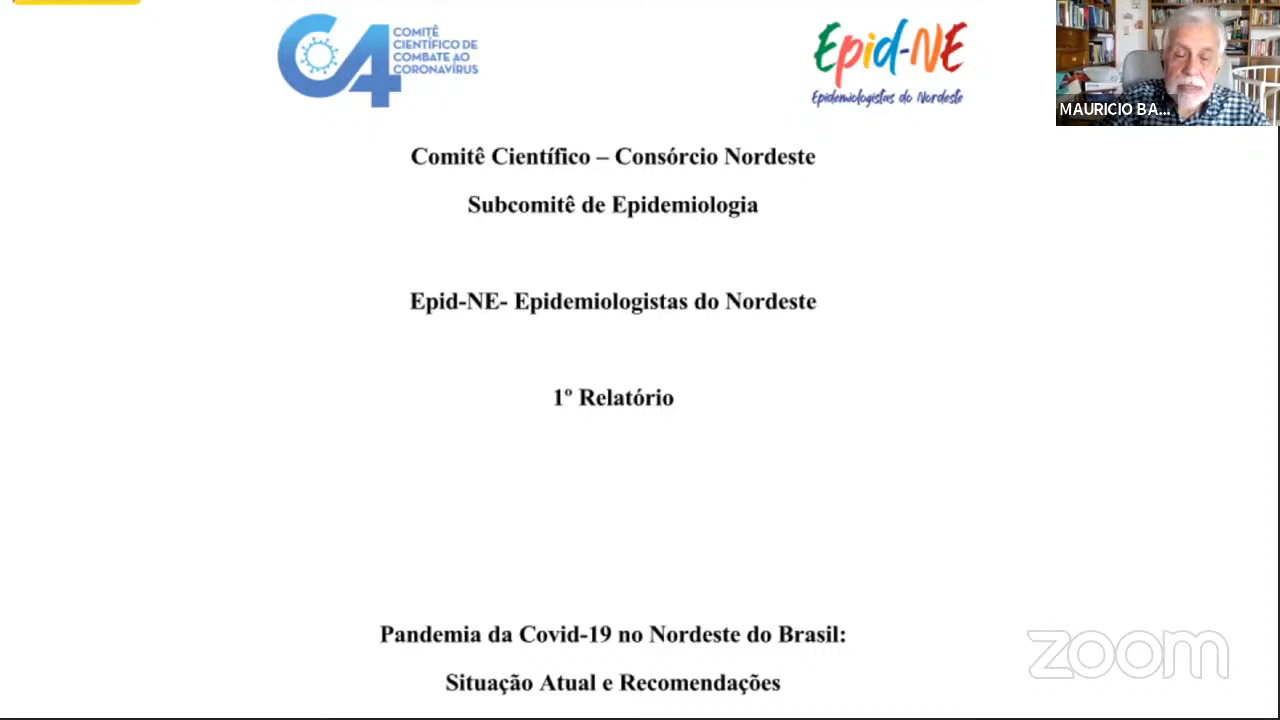 C4
COMITÊ
CIENTÍFICO DE
COMBATE AO
CORONAVÍRUS
Epid-NE
Epidemiologistas do Nordeste
MAURICIO BA...
Comitê Científico – Consórcio Nordeste
Subcomitê de Epidemiologia
Epid-NE- Epidemiologistas do Nordeste
1º Relatório
Pandemia da Covid-19 no Nordeste do Brasil:
Situação Atual e Recomendações
zoom